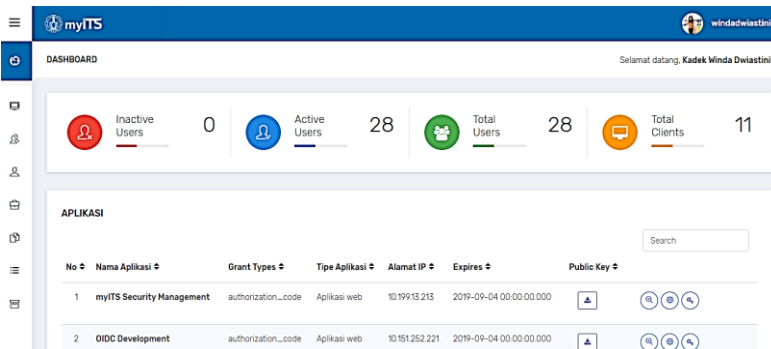 myITS
windadwiastini
DASHBOARD
Selamat datang, Kadek Winda Dwiastini
Inactive Users 0
Active Users 28
Total Users 28
Total Clients 11
APLIKASI
Search
No Nama Aplikasi Grant Types Tipe Aplikasi Alamat IP Expires Public Key
1 myITS Security Management authorization_code Aplikasi web 10.199.13.213 2019-09-04 00:00:00.000
2 OIDC Development authorization_code Aplikasi web 10.151.252.221 2019-09-04 00:00:00.000